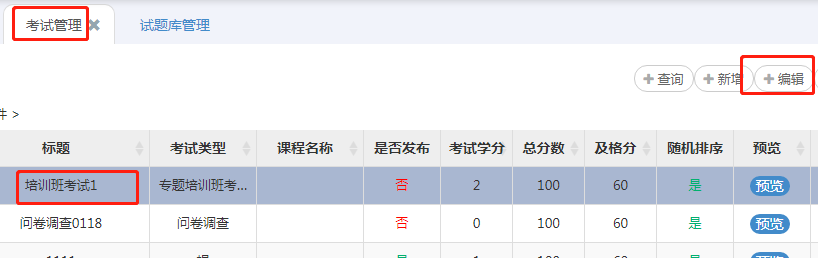 考试管理 ✖ 试题库管理
+ 查询 + 新增 + 编辑
件 >
标题 考试类型 课程名称 是否发布 考试学分 总分数 及格分 随机排序 预览
培训班考试1 专题培训班考... 否 2 100 60 是 预览
问卷调查0118 问卷调查 否 0 100 60 是 预览